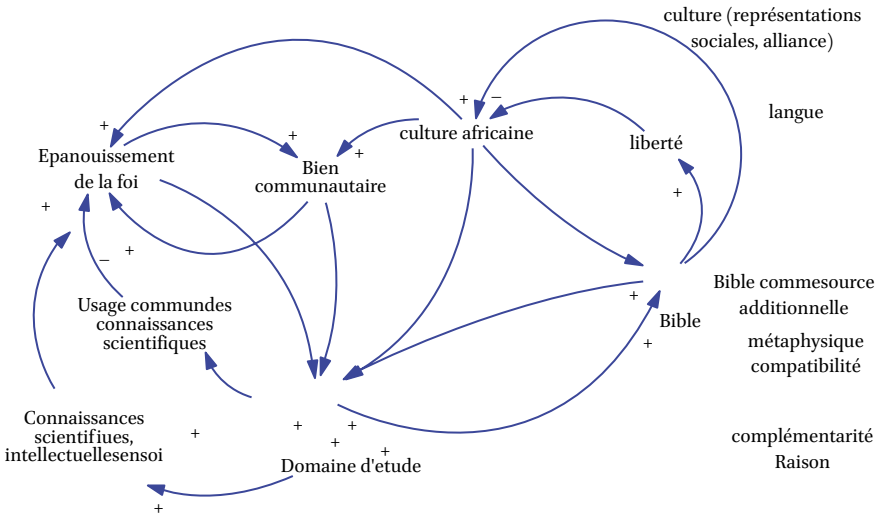 culture (représentations
sociales, alliance)
+
–
langue
+
+
culture africaine
liberté
Epanouissement
de la foi
+
Bien
communautaire
+
+
–
+
Usage commundes
connaissances
scientifiques
+
Bible
Bible commesource
additionnelle
+
métaphysique
compatibilité
Connaissances
scientifiues,
intellectuellesensoi
+
+
+
+
+
Domaine d'etude
complémentarité
Raison
+